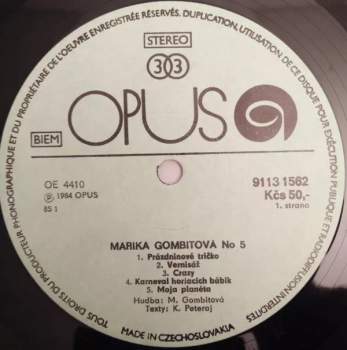 TOUS DROITS DU PRODUCTEUR PHONOGRAPHIQUE ET DU PROPRIÉTAIRE DE L'OEUVRE ENREGISTRÉE RÉSERVÉS. DUPLICATION, UTILISATION DE CE DISQUE POUR EXÉCUTION PUBLIQUE ET RADIODIFFUSION INTERDITES
STEREO
33
OPUS
BIEM
OE 4410
Ⓟ 1984 OPUS
8S 1
9113 1562
Kčs 50,-
1. strana
MARIKA GOMBITOVÁ No 5
1. Prázdninové tričko
2. Vernisáž
3. Crazy
4. Karneval horiacich bábik
5. Moja planéta
Hudba: M. Gombitová
Texty: K. Peteraj
MADE IN CZECHOSLOVAKIA